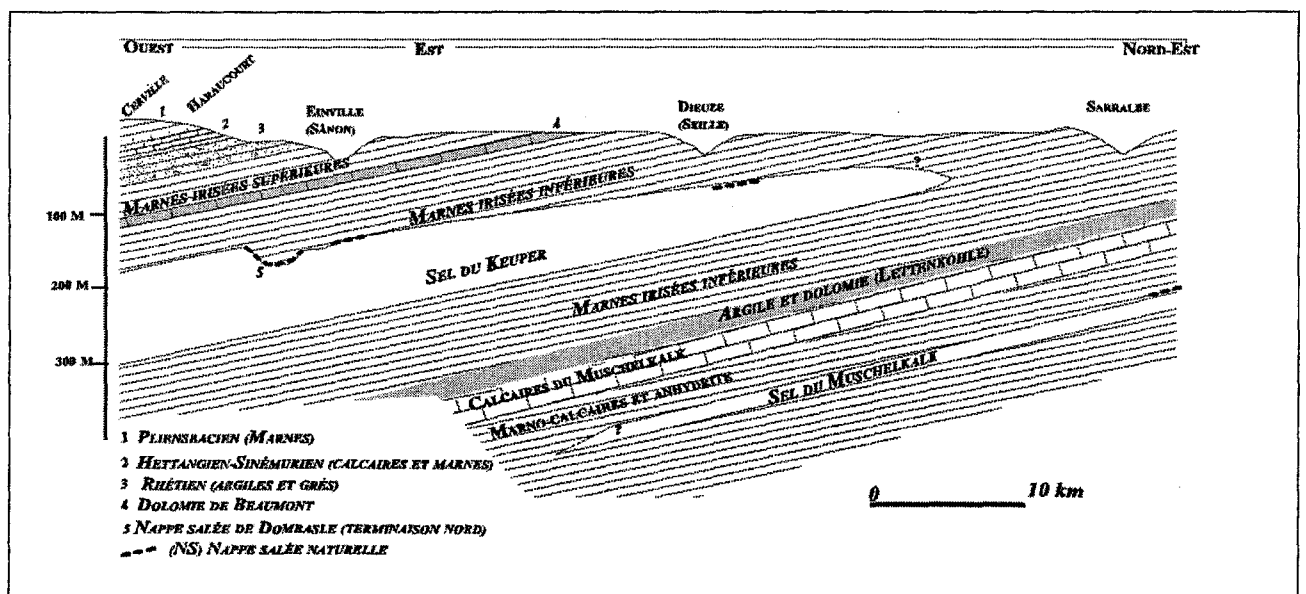 OUEST EST NORD-EST
CERVILLE
HARAUCOURT
1
2
3
EINVILLE
(SÂNON)
4
DIEUZE
(SEILLE)
SARRALBE
?
MARNES IRISÉES SUPÉRIEURES
MARNES IRISÉES INFÉRIEURES
100 M
5
SEL DU KEUPER
200 M
MARNES IRISÉES INFÉRIEURES
ARGILE ET DOLOMIE (LETTENKOHLE)
300 M
CALCAIRES DU MUSCHELKALK
MARNO-CALCAIRES ET ANHYDRITE
SEL DU MUSCHELKALK
?
1 PLIENSBACIEN (MARNES)
2 HETTANGIEN-SINÉMURIEN (CALCAIRES ET MARNES)
3 RHÉTIEN (ARGILES ET GRÉS)
4 DOLOMIE DE BEAUMONT
5 NAPPE SALÉE DE DOMBASLE (TERMINAISON NORD)
(NS) NAPPE SALÉE NATURELLE
0 10 km